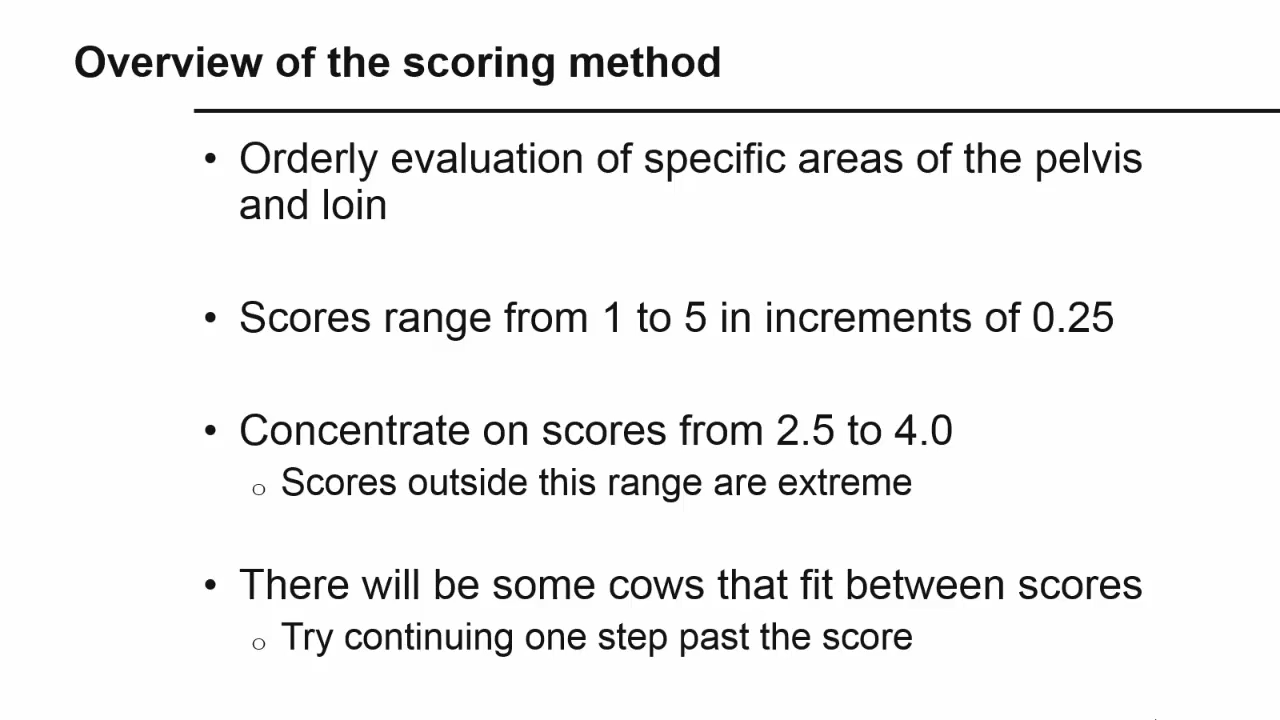 Overview of the scoring method
• Orderly evaluation of specific areas of the pelvis
and loin
• Scores range from 1 to 5 in increments of 0.25
• Concentrate on scores from 2.5 to 4.0
○ Scores outside this range are extreme
• There will be some cows that fit between scores
○ Try continuing one step past the score